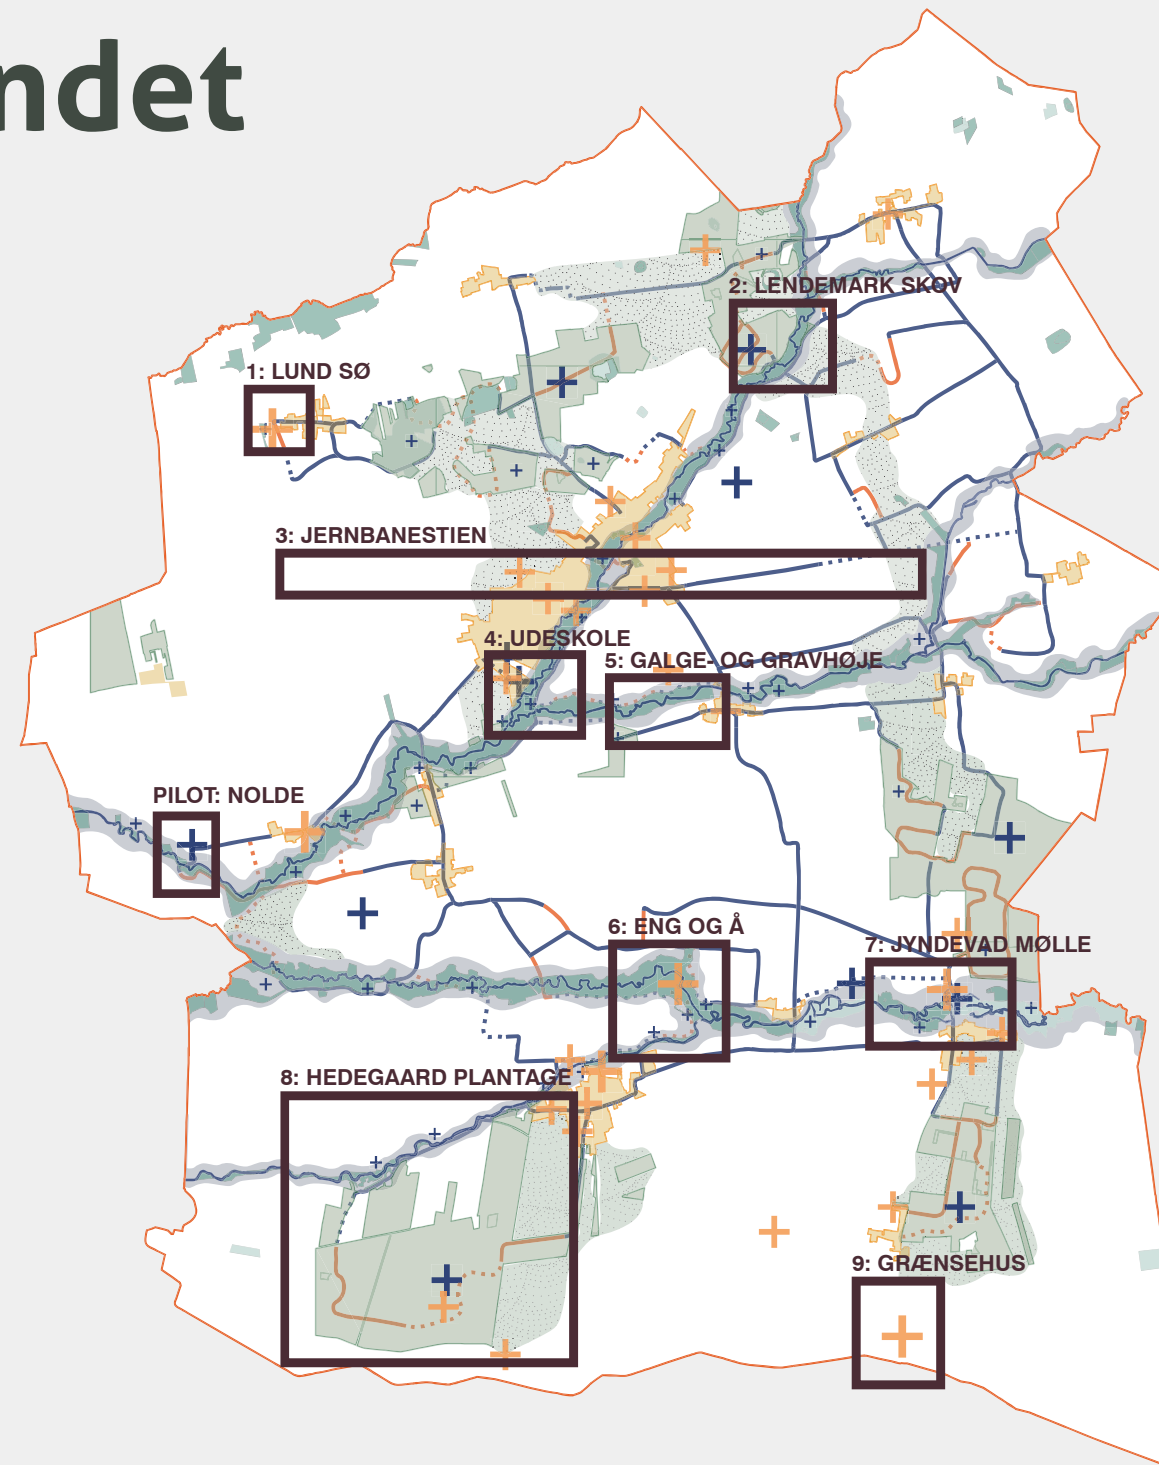 ndet
2: LENDEMARK SKOV
1: LUND SØ
3: JERNBANESTIEN
4: UDESKOLE
5: GALGE- OG GRAVHØJE
PILOT: NOLDE
6: ENG OG Å
7: JYNDEVAD MØLLE
8: HEDEGAARD PLANTAGE
9: GRÆNSEHUS